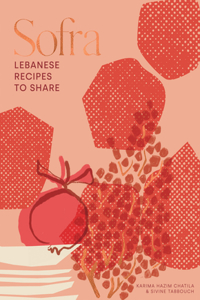 Sofra
LEBANESE
RECIPES
TO SHARE
KARIMA HAZIM CHATILA
& SIVINE TABBOUCH